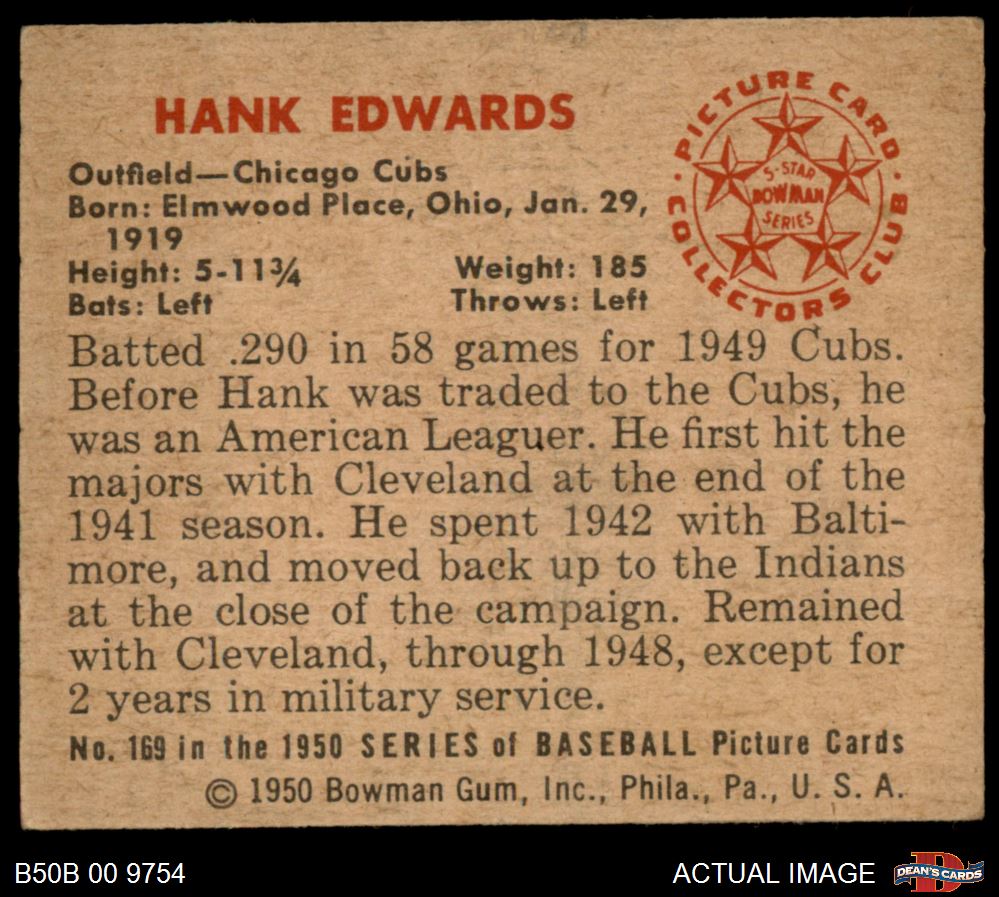 HANK EDWARDS
PICTURE CARD
COLLECTORS CLUB
5-STAR
BOWMAN
SERIES
Outfield—Chicago Cubs
Born: Elmwood Place, Ohio, Jan. 29,
1919
Height: 5-11¾ Weight: 185
Bats: Left Throws: Left
Batted .290 in 58 games for 1949 Cubs.
Before Hank was traded to the Cubs, he
was an American Leaguer. He first hit the
majors with Cleveland at the end of the
1941 season. He spent 1942 with Balti-
more, and moved back up to the Indians
at the close of the campaign. Remained
with Cleveland, through 1948, except for
2 years in military service.
No. 169 in the 1950 SERIES of BASEBALL Picture Cards
© 1950 Bowman Gum, Inc., Phila., Pa., U. S. A.
B50B 00 9754 ACTUAL IMAGE D DEAN'S CARDS